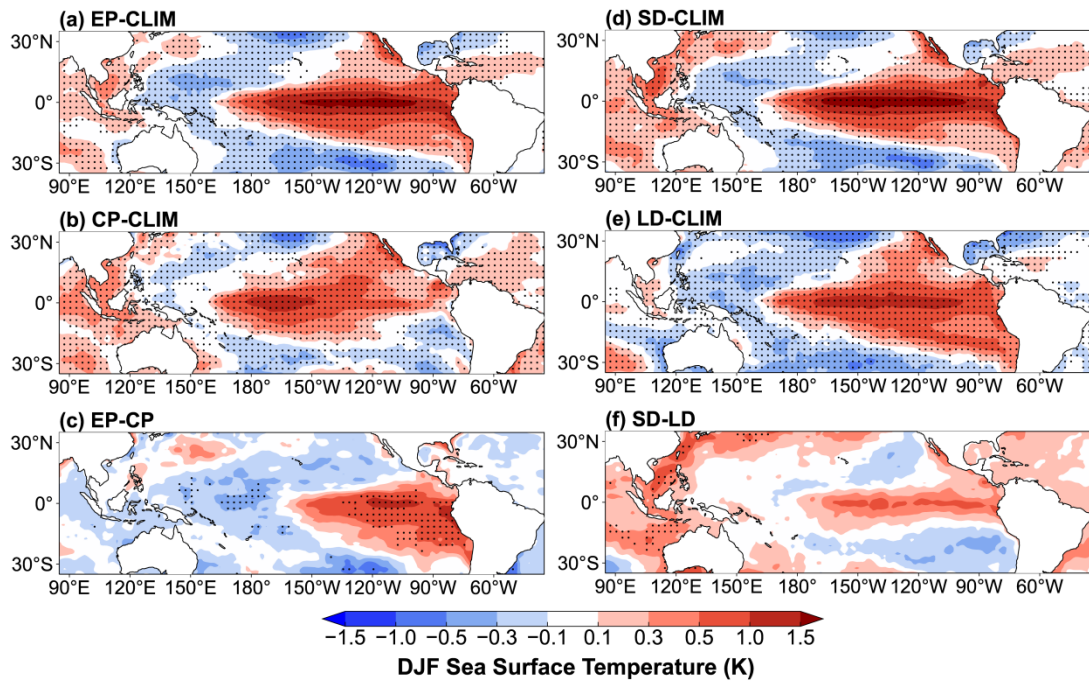 (a) EP-CLIM
30°N
0°
30°S
90°E 120°E 150°E 180° 150°W 120°W 90°W 60°W
(b) CP-CLIM
30°N
0°
30°S
90°E 120°E 150°E 180° 150°W 120°W 90°W 60°W
(c) EP-CP
30°N
0°
30°S
90°E 120°E 150°E 180° 150°W 120°W 90°W 60°W
(d) SD-CLIM
30°N
0°
30°S
90°E 120°E 150°E 180° 150°W 120°W 90°W 60°W
(e) LD-CLIM
30°N
0°
30°S
90°E 120°E 150°E 180° 150°W 120°W 90°W 60°W
(f) SD-LD
30°N
0°
30°S
90°E 120°E 150°E 180° 150°W 120°W 90°W 60°W
−1.5 −1.0 −0.5 −0.3 −0.1 0.1 0.3 0.5 1.0 1.5
DJF Sea Surface Temperature (K)